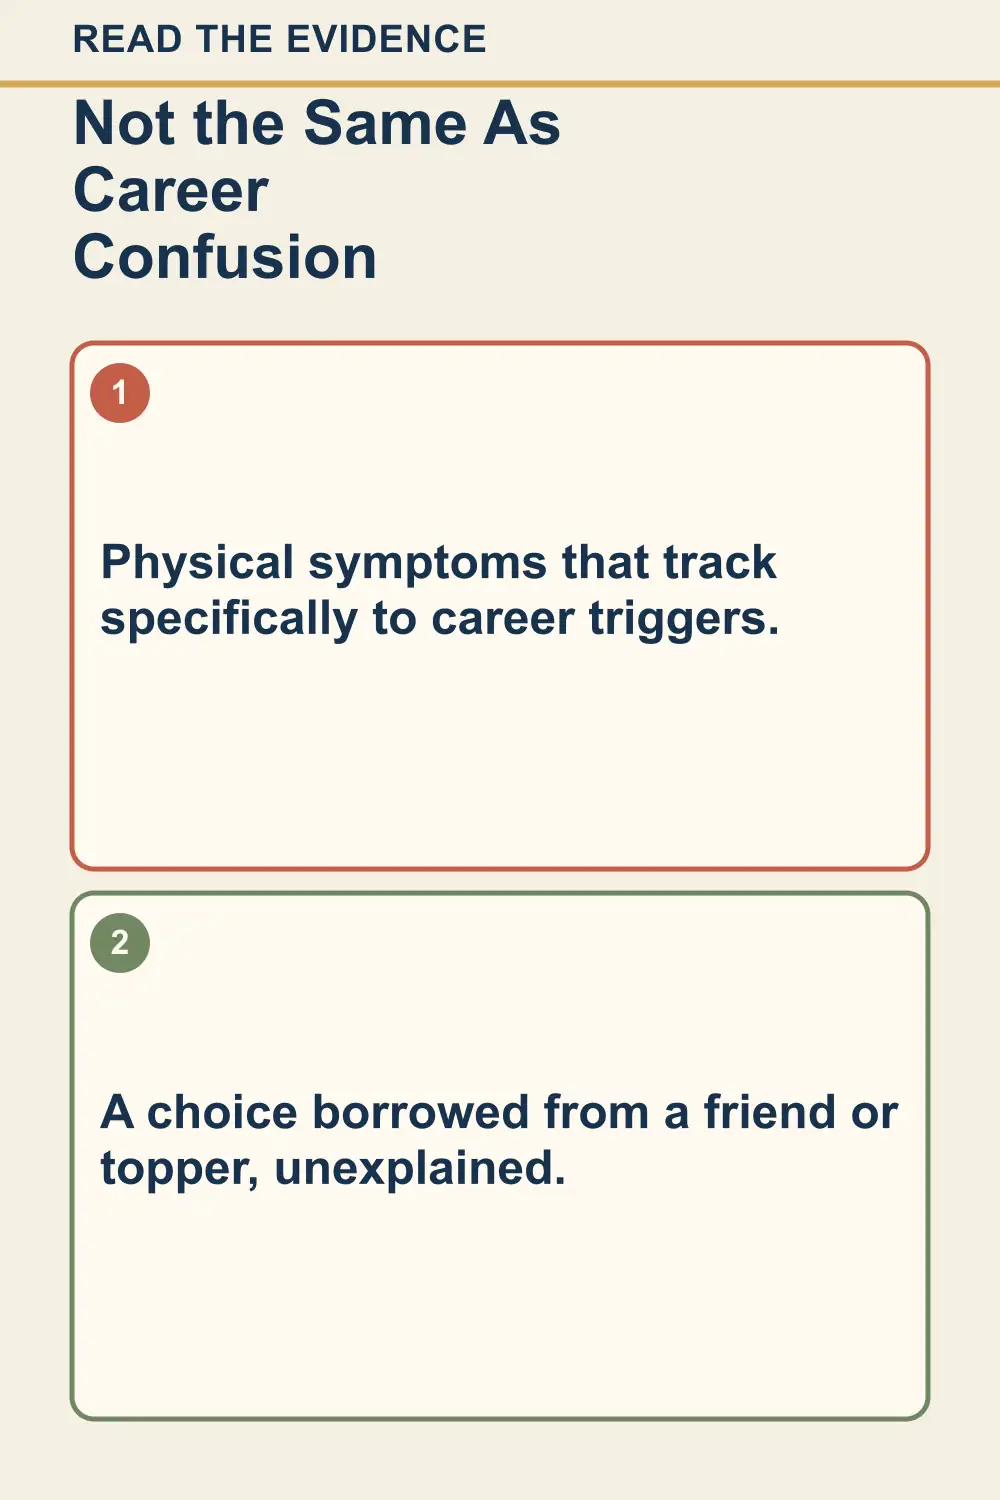 READ THE EVIDENCE
Not the Same As
Career
Confusion
1
Physical symptoms that track
specifically to career triggers.
2
A choice borrowed from a friend or
topper, unexplained.